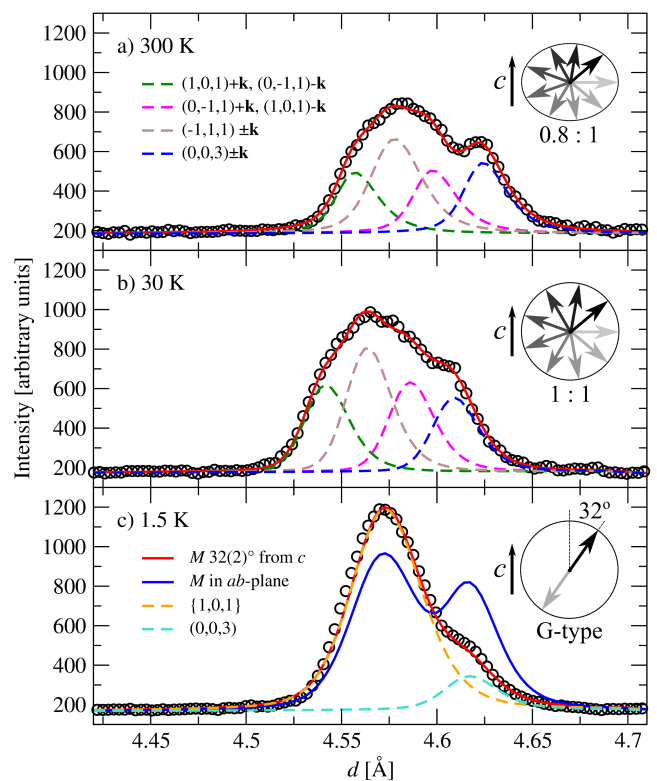 1200
1000
800
600
400
200
a) 300 K
(1,0,1)+k, (0,-1,1)-k
(0,-1,1)+k, (1,0,1)-k
(-1,1,1) ±k
(0,0,3)±k
c
0.8 : 1
1200
1000
800
600
400
200
b) 30 K
c
1 : 1
Intensity [arbitrary units]
1200
1000
800
600
400
200
c) 1.5 K
M 32(2)° from c
M in ab-plane
{1,0,1}
(0,0,3)
32º
c
G-type
4.45 4.5 4.55 4.6 4.65 4.7
d [Å]